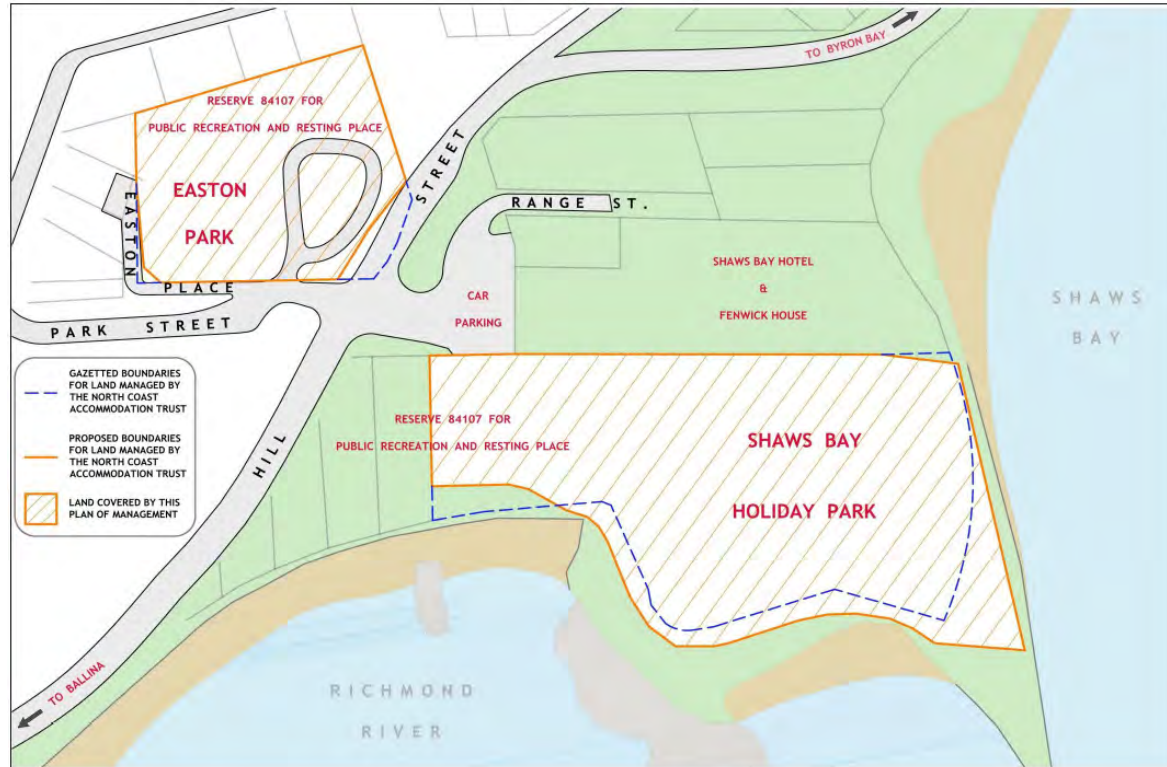 TO BYRON BAY
RESERVE 84107 FOR
PUBLIC RECREATION AND RESTING PLACE
EASTON
PARK
STREET
RANGE ST.
EASTON
PLACE
PARK STREET
CAR
PARKING
SHAWS BAY HOTEL
&
FENWICK HOUSE
SHAWS
BAY
GAZETTED BOUNDARIES
FOR LAND MANAGED BY
THE NORTH COAST
ACCOMMODATION TRUST
PROPOSED BOUNDARIES
FOR LAND MANAGED BY
THE NORTH COAST
ACCOMMODATION TRUST
LAND COVERED BY THIS
PLAN OF MANAGEMENT
HILL
RESERVE 84107 FOR
PUBLIC RECREATION AND RESTING PLACE
SHAWS BAY
HOLIDAY PARK
TO BALLINA
RICHMOND
RIVER